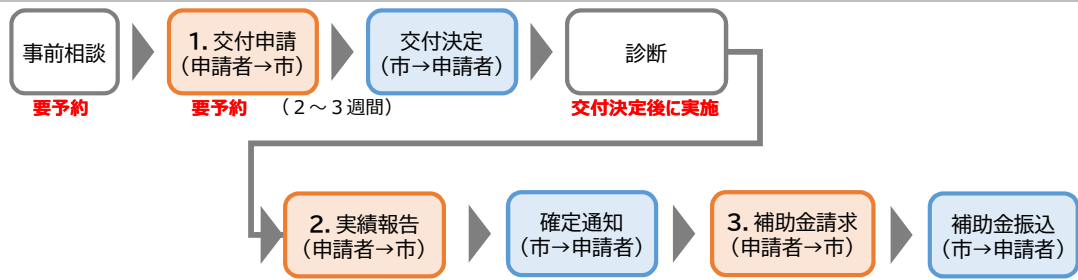 事前相談
要予約
1. 交付申請
（申請者→市）
要予約
（２～３週間）
交付決定
（市→申請者）
診断
交付決定後に実施
2. 実績報告
（申請者→市）
確定通知
（市→申請者）
3. 補助金請求
（申請者→市）
補助金振込
（市→申請者）